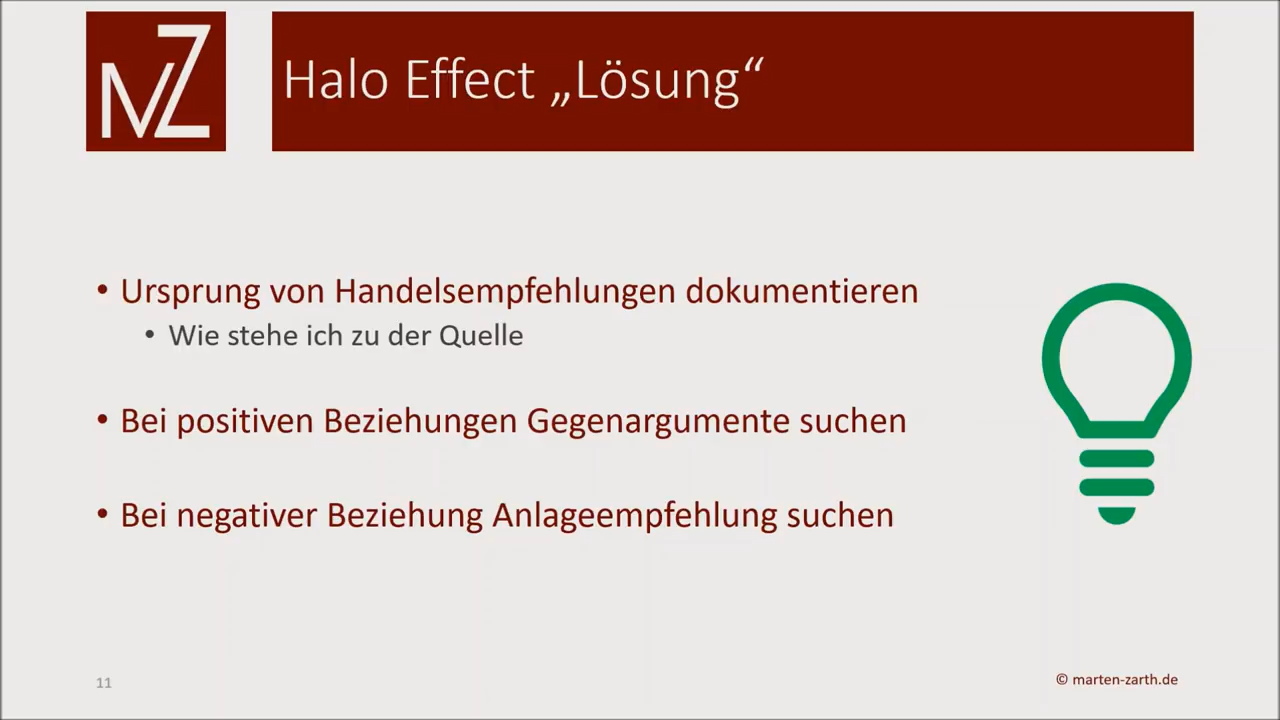 MZ
Halo Effect „Lösung“
• Ursprung von Handelsempfehlungen dokumentieren
• Wie stehe ich zu der Quelle
• Bei positiven Beziehungen Gegenargumente suchen
• Bei negativer Beziehung Anlageempfehlung suchen
11
© marten-zarth.de